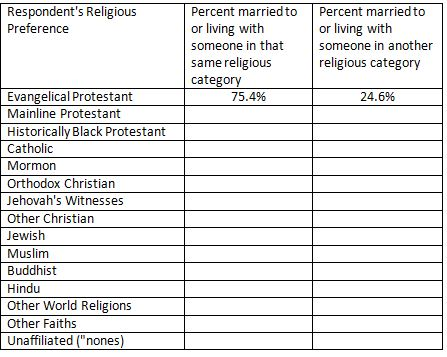 Respondent's Religious Preference
Percent married to or living with someone in that same religious category
Percent married to or living with someone in another religious category
Evangelical Protestant 75.4% 24.6%
Mainline Protestant
Historically Black Protestant
Catholic
Mormon
Orthodox Christian
Jehovah's Witnesses
Other Christian
Jewish
Muslim
Buddhist
Hindu
Other World Religions
Other Faiths
Unaffiliated ("nones)